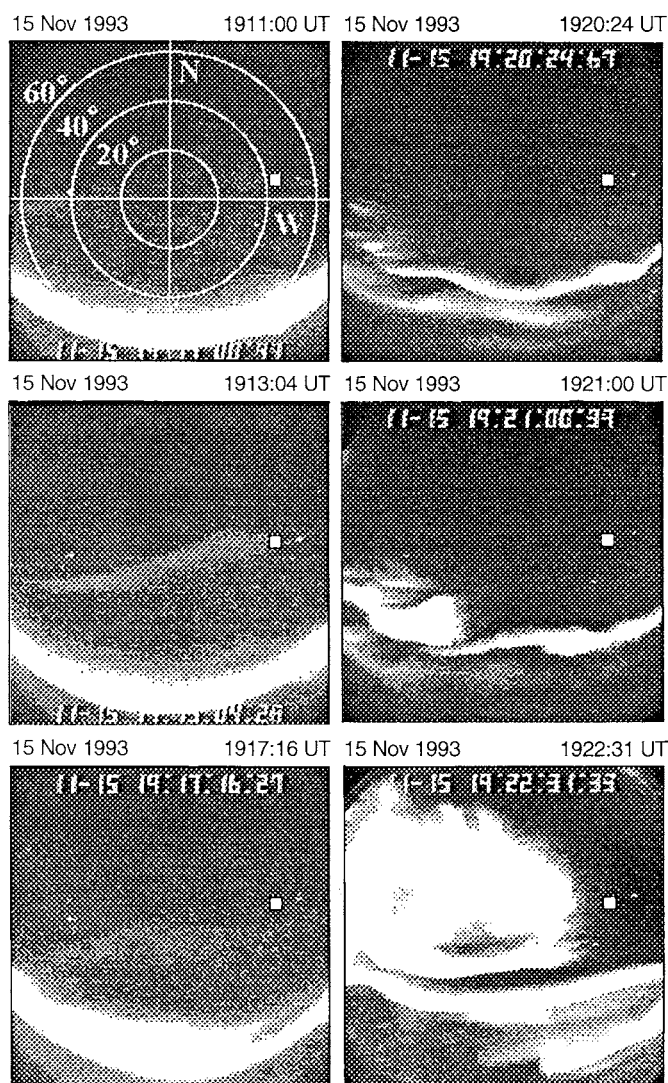 15 Nov 1993 1911:00 UT
N
60°
40°
20°
W
15 Nov 1993 1920:24 UT
11-15 19:20:24:67
15 Nov 1993 1913:04 UT
15 Nov 1993 1921:00 UT
11-15 19:21:00:39
15 Nov 1993 1917:16 UT
11-15 19:17:16:27
15 Nov 1993 1922:31 UT
11-15 19:22:31:39